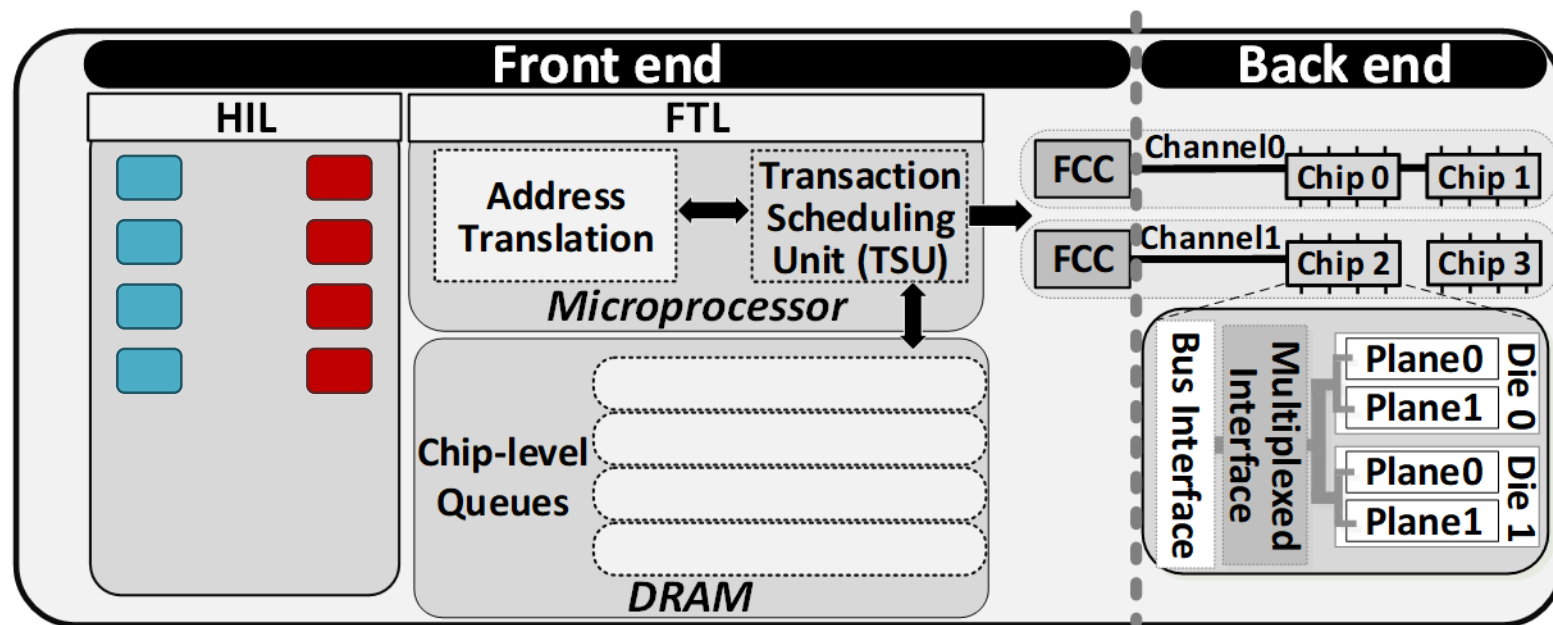 Front end
Back end
HIL
FTL
Address
Translation
Transaction
Scheduling
Unit (TSU)
Microprocessor
Chip-level
Queues
DRAM
FCC
Channel0
Chip 0
Chip 1
FCC
Channel1
Chip 2
Chip 3
Bus Interface
Multiplexed
Interface
Plane0
Plane1
Die 0
Plane0
Plane1
Die 1